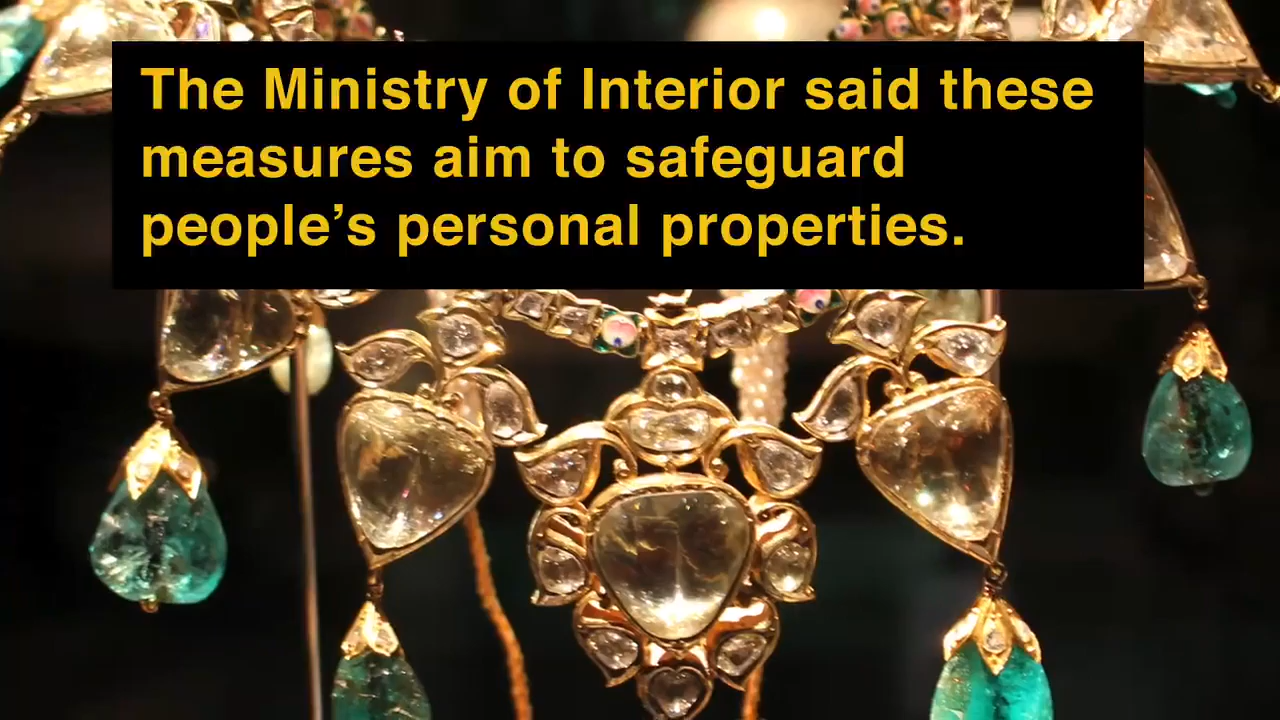 The Ministry of Interior said these
measures aim to safeguard
people’s personal properties.